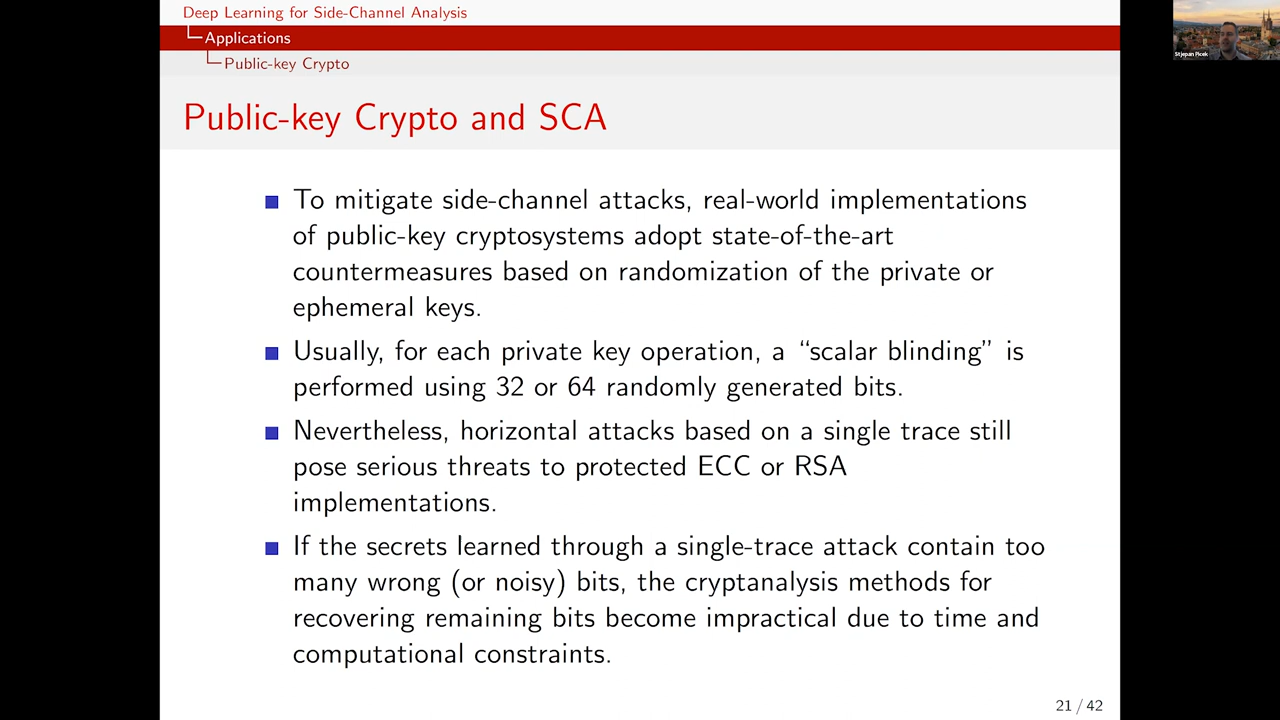 Deep Learning for Side-Channel Analysis
Applications
Public-key Crypto
Public-key Crypto and SCA
To mitigate side-channel attacks, real-world implementations
of public-key cryptosystems adopt state-of-the-art
countermeasures based on randomization of the private or
ephemeral keys.
Usually, for each private key operation, a “scalar blinding” is
performed using 32 or 64 randomly generated bits.
Nevertheless, horizontal attacks based on a single trace still
pose serious threats to protected ECC or RSA
implementations.
If the secrets learned through a single-trace attack contain too
many wrong (or noisy) bits, the cryptanalysis methods for
recovering remaining bits become impractical due to time and
computational constraints.
21 / 42
Stjepan Picek